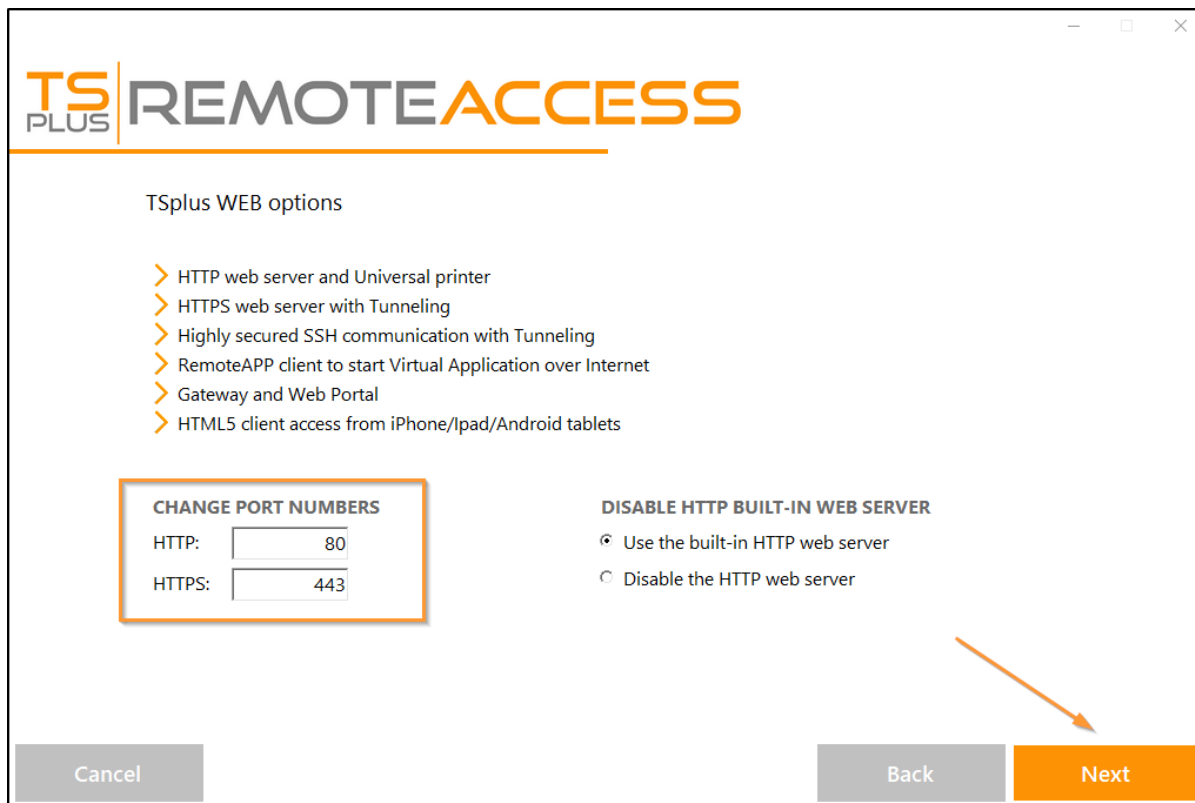 TS PLUS REMOTEACCESS
TSplus WEB options
HTTP web server and Universal printer
HTTPS web server with Tunneling
Highly secured SSH communication with Tunneling
RemoteAPP client to start Virtual Application over Internet
Gateway and Web Portal
HTML5 client access from iPhone/Ipad/Android tablets
CHANGE PORT NUMBERS
HTTP: 80
HTTPS: 443
DISABLE HTTP BUILT-IN WEB SERVER
Use the built-in HTTP web server
Disable the HTTP web server
Cancel
Back
Next